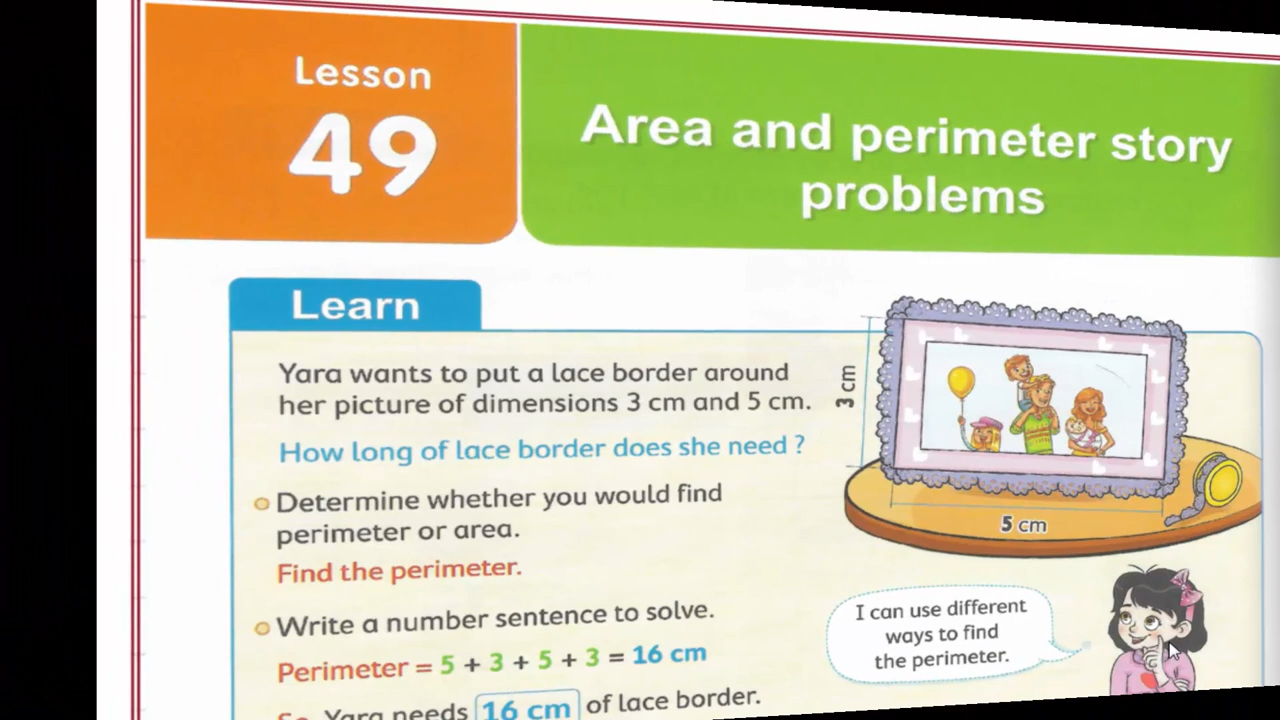 Lesson
49
Area and perimeter story
problems
Learn
Yara wants to put a lace border around
her picture of dimensions 3 cm and 5 cm.
How long of lace border does she need ?
Determine whether you would find
perimeter or area.
Find the perimeter.
Write a number sentence to solve.
Perimeter = 5 + 3 + 5 + 3 = 16 cm
So, Yara needs 16 cm of lace border.
3 cm
5 cm
I can use different
ways to find
the perimeter.